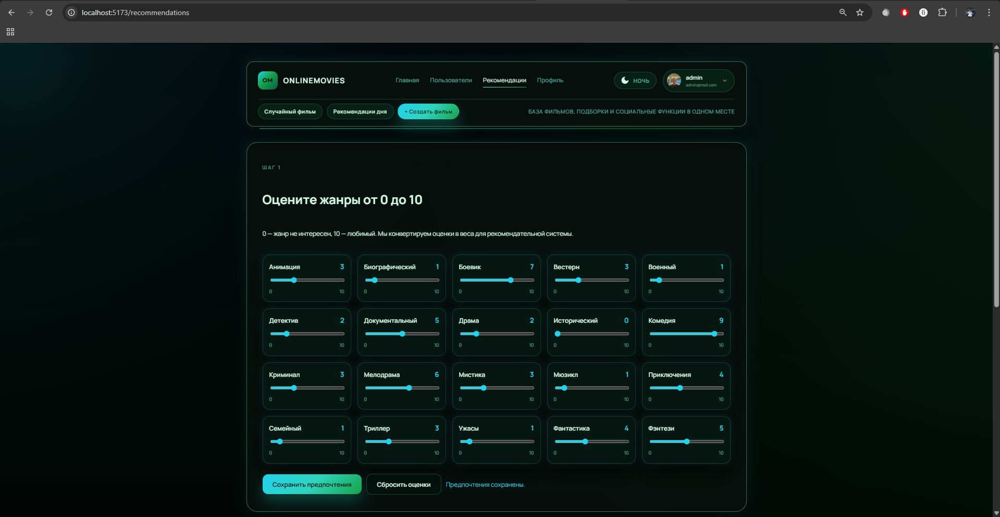 localhost:5173/recommendations
OM ONLINEMOVIES Главная Пользователи Рекомендации Профиль НОЧЬ admin
admin@mail.com
Случайный фильм Рекомендации дня + Создать фильм БАЗА ФИЛЬМОВ, ПОДБОРКИ И СОЦИАЛЬНЫЕ ФУНКЦИИ В ОДНОМ МЕСТЕ
ШАГ 1
Оцените жанры от 0 до 10
0 — жанр не интересен, 10 — любимый. Мы конвертируем оценки в веса для рекомендательной системы.
Анимация 3 Биографический 1 Боевик 7 Вестерн 3 Военный 1
0 10 0 10 0 10 0 10 0 10
Детектив 2 Документальный 5 Драма 2 Исторический 0 Комедия 9
0 10 0 10 0 10 0 10 0 10
Криминал 3 Мелодрама 6 Мистика 3 Мюзикл 1 Приключения 4
0 10 0 10 0 10 0 10 0 10
Семейный 1 Триллер 3 Ужасы 1 Фантастика 4 Фэнтези 5
0 10 0 10 0 10 0 10 0 10
Сохранить предпочтения Сбросить оценки Предпочтения сохранены.